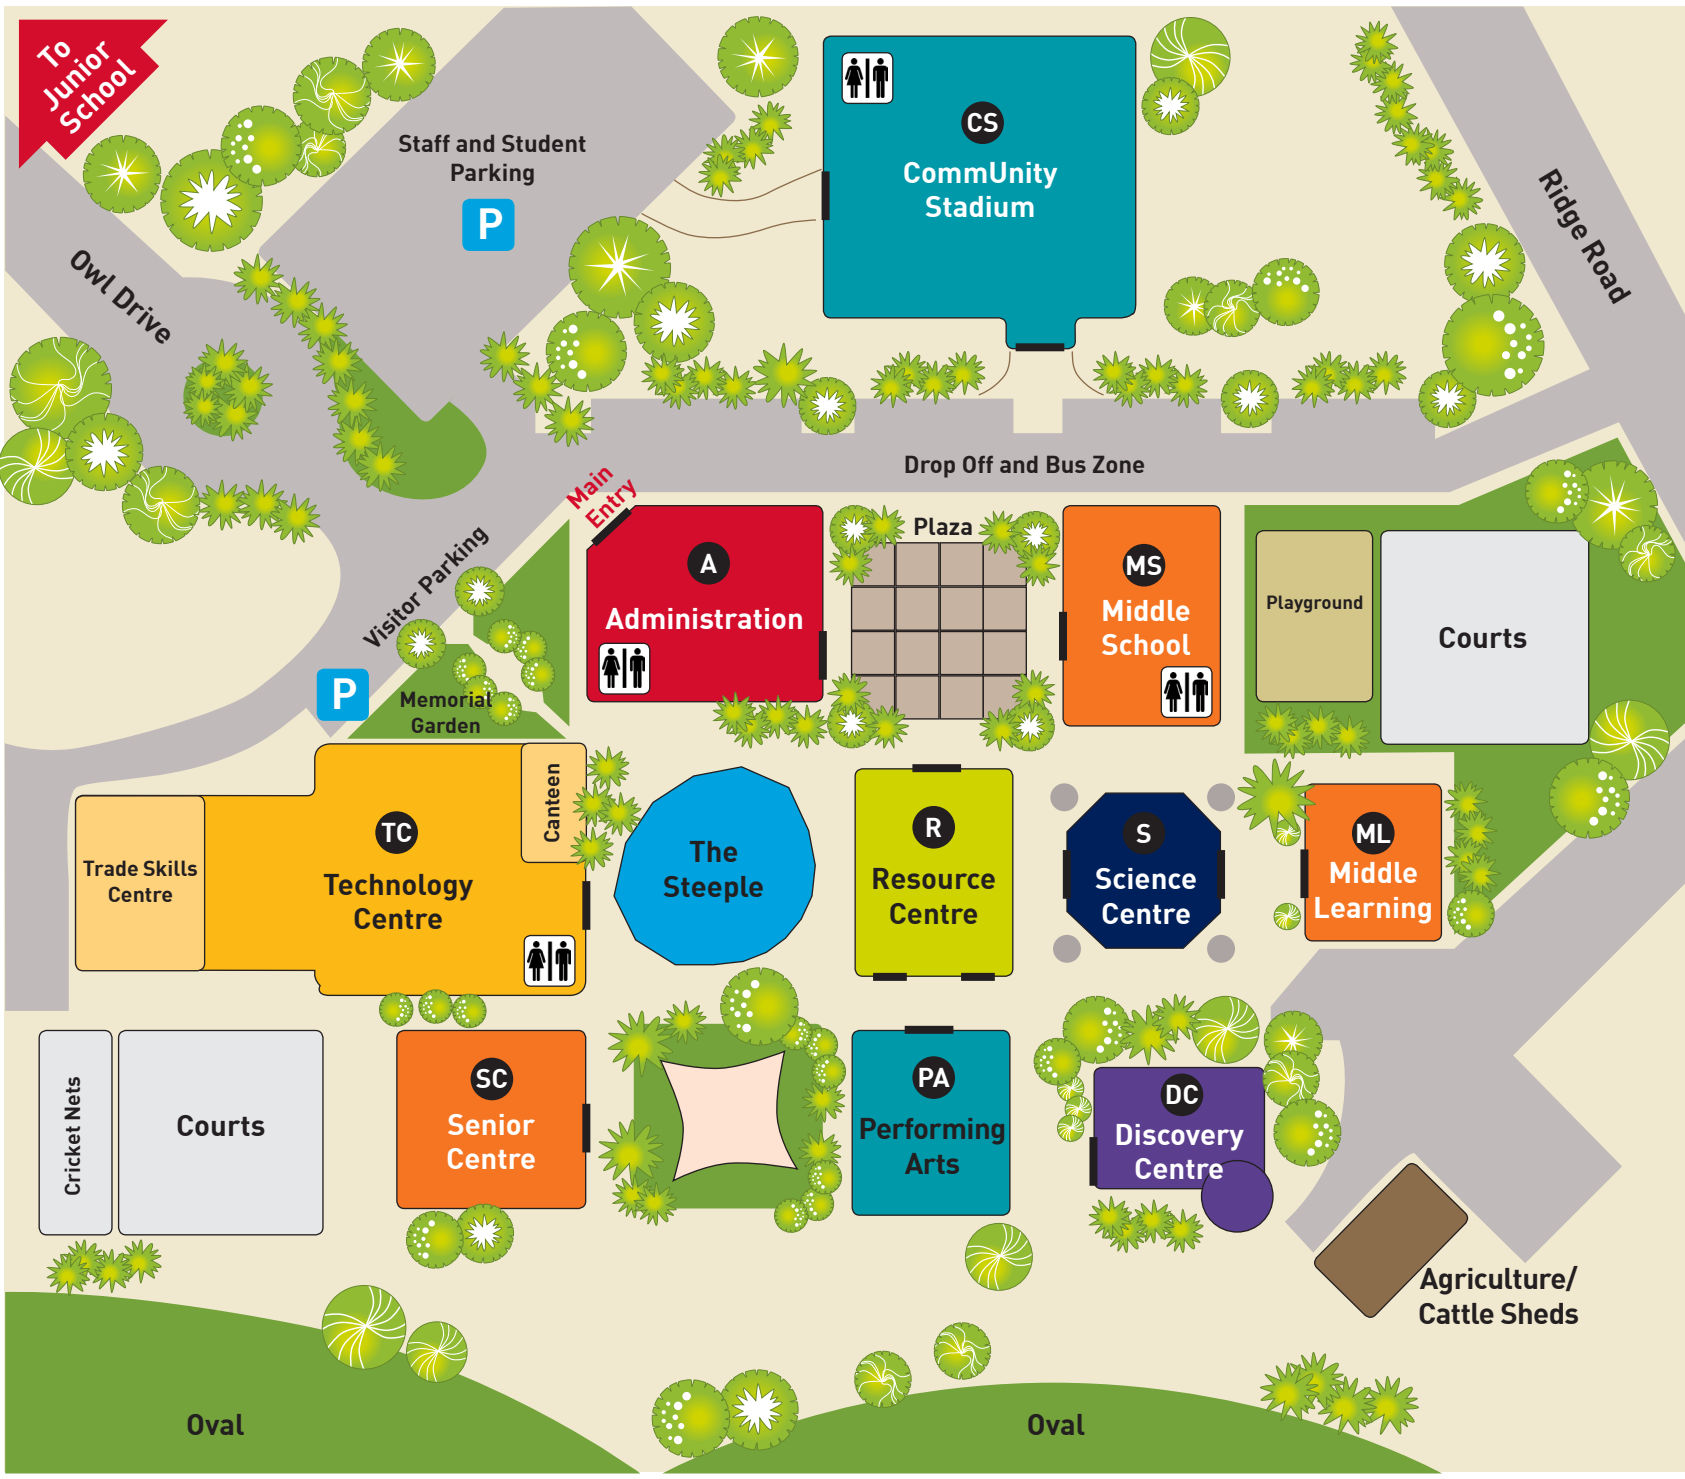 To
Junior
School
Staff and Student
Parking
P
CS
CommUnity
Stadium
Ridge Road
Owl Drive
Drop Off and Bus Zone
Main
Entry
Visitor Parking
P
A
Administration
Plaza
MS
Middle
School
Playground
Courts
Memorial
Garden
Canteen
TC
Technology
Centre
Trade Skills
Centre
The
Steeple
R
Resource
Centre
S
Science
Centre
ML
Middle
Learning
Cricket Nets
Courts
SC
Senior
Centre
PA
Performing
Arts
DC
Discovery
Centre
Agriculture/
Cattle Sheds
Oval
Oval